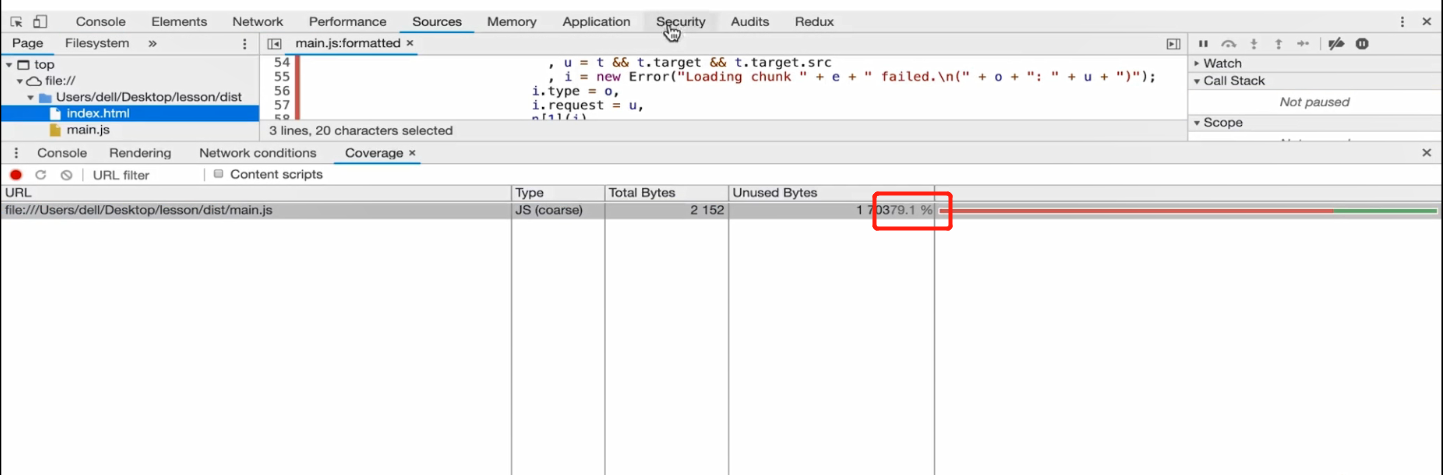 Console Elements Network Performance Sources Memory Application Security Audits Redux
Page Filesystem » main.js:formatted ×
top
file://
Users/dell/Desktop/lesson/dist
index.html
main.js
54 , u = t && t.target && t.target.src
55 , i = new Error("Loading chunk " + e + " failed.\n(" + o + ": " + u + ")");
56 i.type = o,
57 i.request = u,
58 n[1](i)
3 lines, 20 characters selected
Watch
Call Stack
Not paused
Scope
Console Rendering Network conditions Coverage ×
URL filter Content scripts
URL Type Total Bytes Unused Bytes
file:///Users/dell/Desktop/lesson/dist/main.js JS (coarse) 2 152 1 703 79.1 %